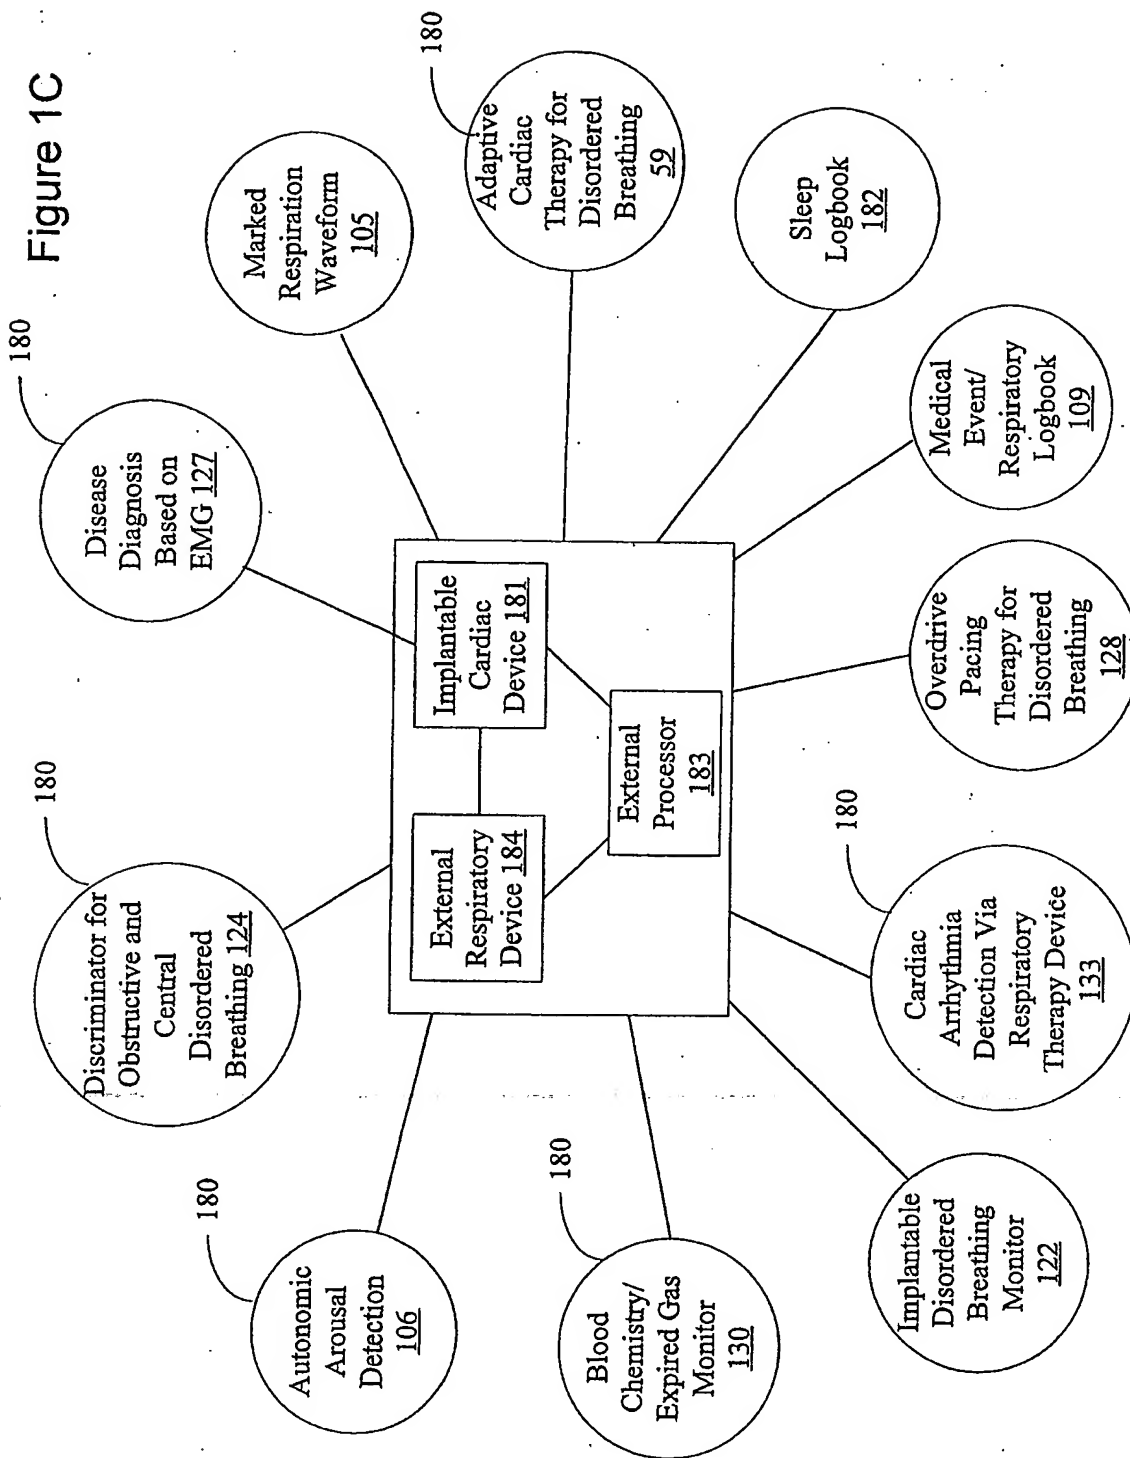 Figure 1C
180
Discriminator for
Obstructive and
Central
Disordered
Breathing 124
180
Disease
Diagnosis
Based on
EMG 127
Marked
Respiration
Waveform
105
180
Adaptive
Cardiac
Therapy for
Disordered
Breathing
59
180
Autonomic
Arousal
Detection
106
External
Respiratory
Device 184
Implantable
Cardiac
Device 181
External
Processor
183
Sleep
Logbook
182
180
Blood
Chemistry/
Expired Gas
Monitor
130
Implantable
Disordered
Breathing
Monitor
122
180
Cardiac
Arrhythmia
Detection Via
Respiratory
Therapy Device
133
Overdrive
Pacing
Therapy for
Disordered
Breathing
128
Medical
Event/
Respiratory
Logbook
109